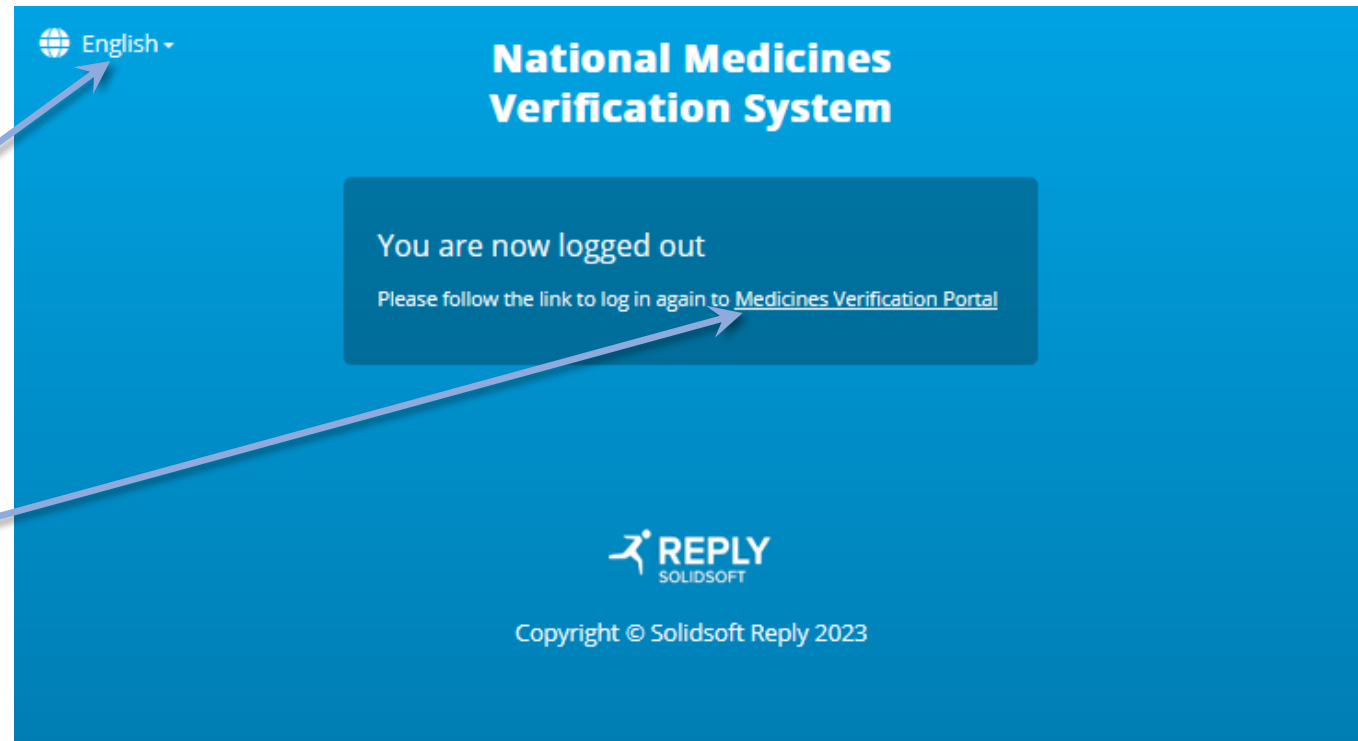 English
National Medicines
Verification System
You are now logged out
Please follow the link to log in again to Medicines Verification Portal
REPLY
SOLIDSOFT
Copyright © Solidsoft Reply 2023